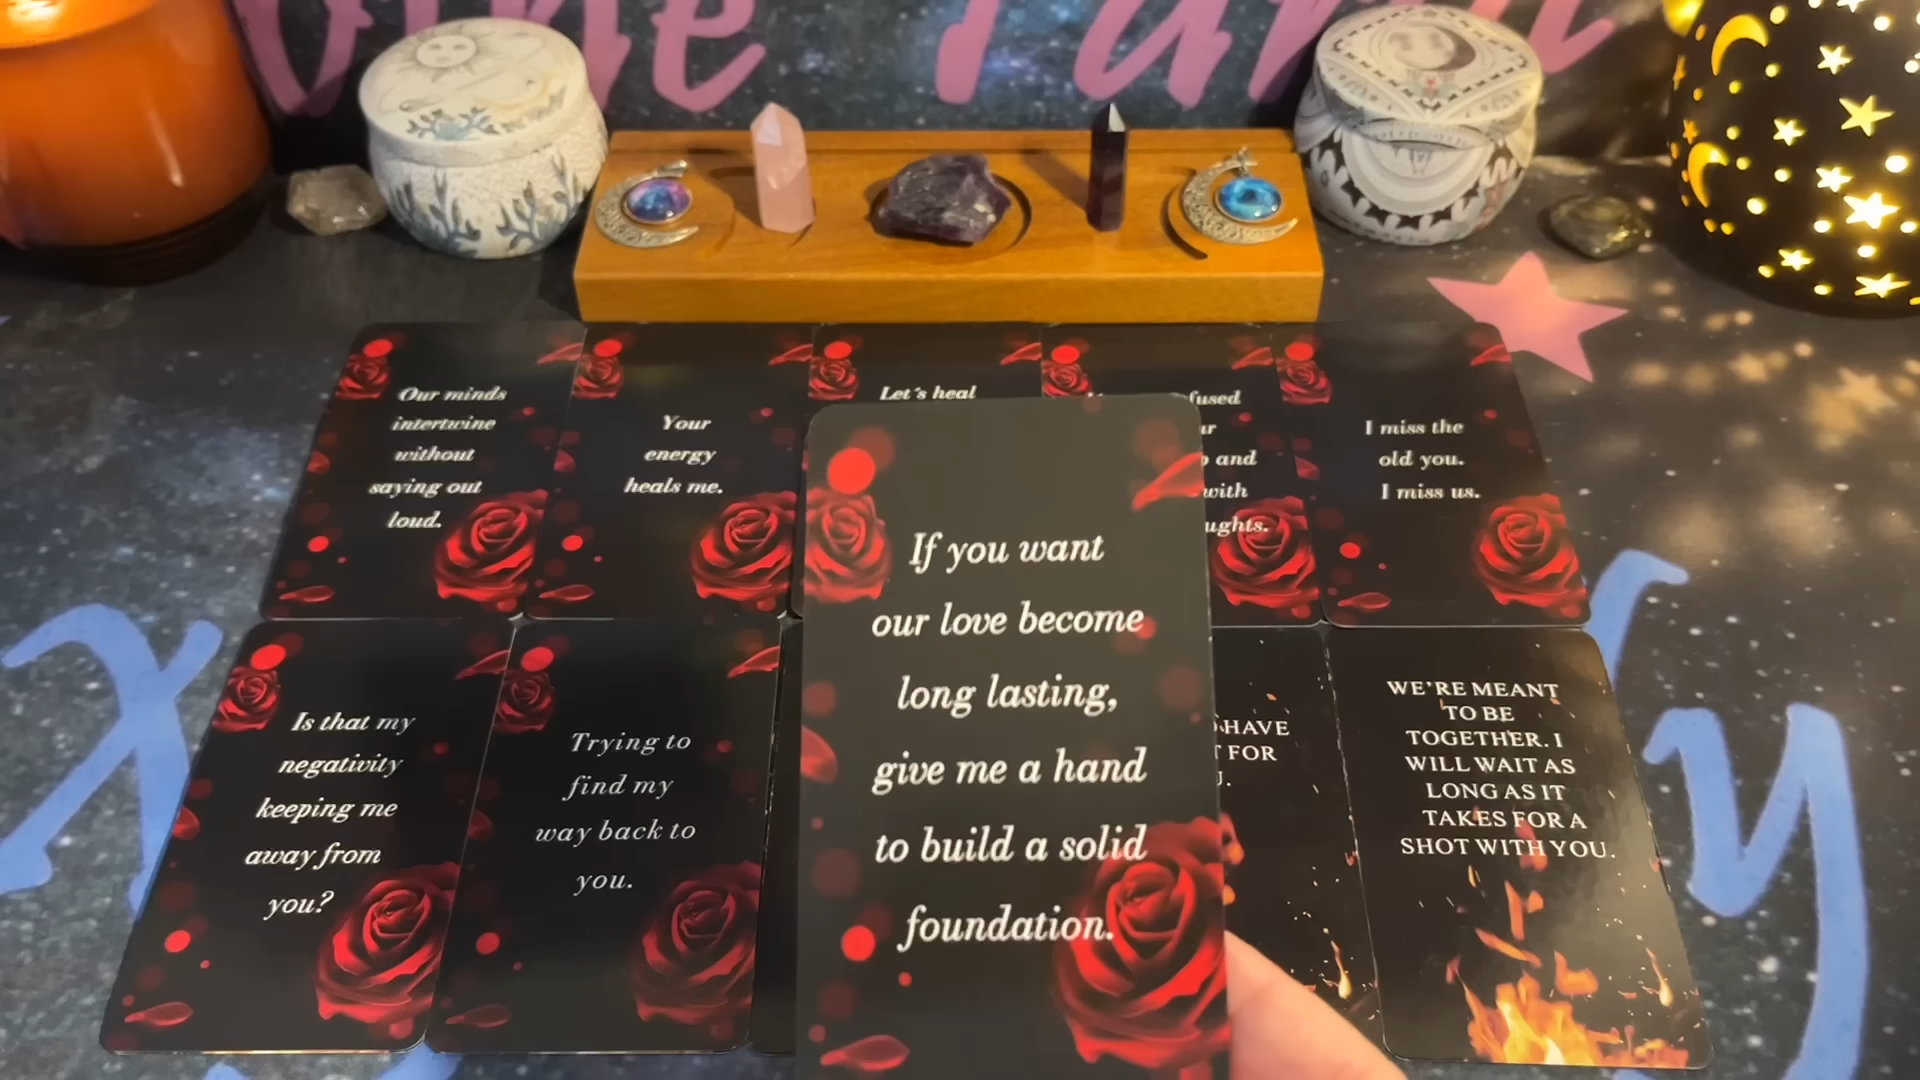 Our minds
intertwine
without
saying out
loud.
Your
energy
heals me.
Let's heal
and
with
I miss the
old you.
I miss us.
If you want
our love become
long lasting,
give me a hand
to build a solid
foundation.
Is that my
negativity
keeping me
away from
you?
Trying to
find my
way back to
you.
HAVE
FOR
WE'RE MEANT
TO BE
TOGETHER. I
WILL WAIT AS
LONG AS IT
TAKES FOR A
SHOT WITH YOU.